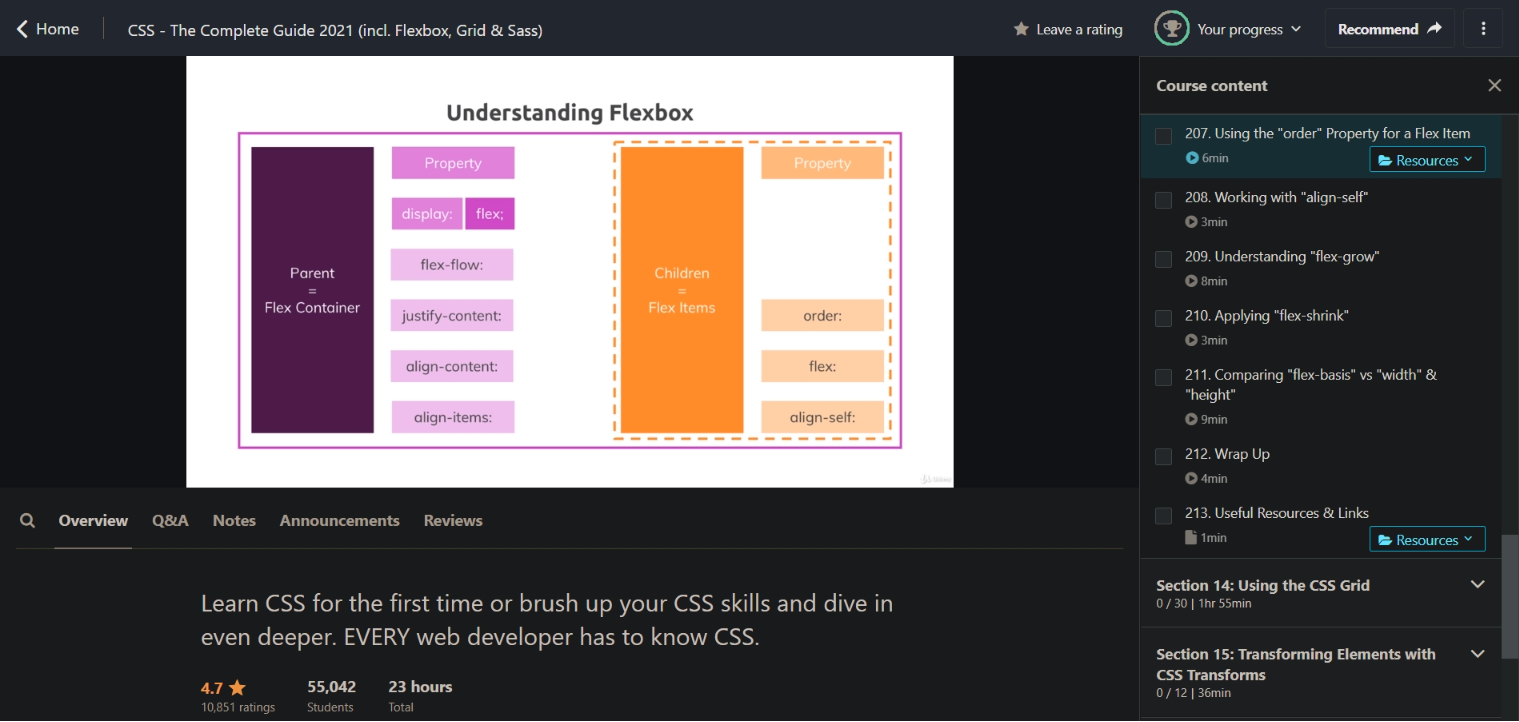 Home
CSS - The Complete Guide 2021 (incl. Flexbox, Grid & Sass)
Leave a rating
Your progress
Recommend
Understanding Flexbox
Parent
=
Flex Container
Property
display: flex;
flex-flow:
justify-content:
align-content:
align-items:
Children
=
Flex Items
Property
order:
flex:
align-self:
Udemy
Course content
207. Using the "order" Property for a Flex Item
6min
Resources
208. Working with "align-self"
3min
209. Understanding "flex-grow"
8min
210. Applying "flex-shrink"
3min
211. Comparing "flex-basis" vs "width" &
"height"
9min
212. Wrap Up
4min
213. Useful Resources & Links
1min
Resources
Section 14: Using the CSS Grid
0 / 30 | 1hr 55min
Section 15: Transforming Elements with
CSS Transforms
0 / 12 | 36min
Overview
Q&A
Notes
Announcements
Reviews
Learn CSS for the first time or brush up your CSS skills and dive in
even deeper. EVERY web developer has to know CSS.
4.7
10,851 ratings
55,042
Students
23 hours
Total